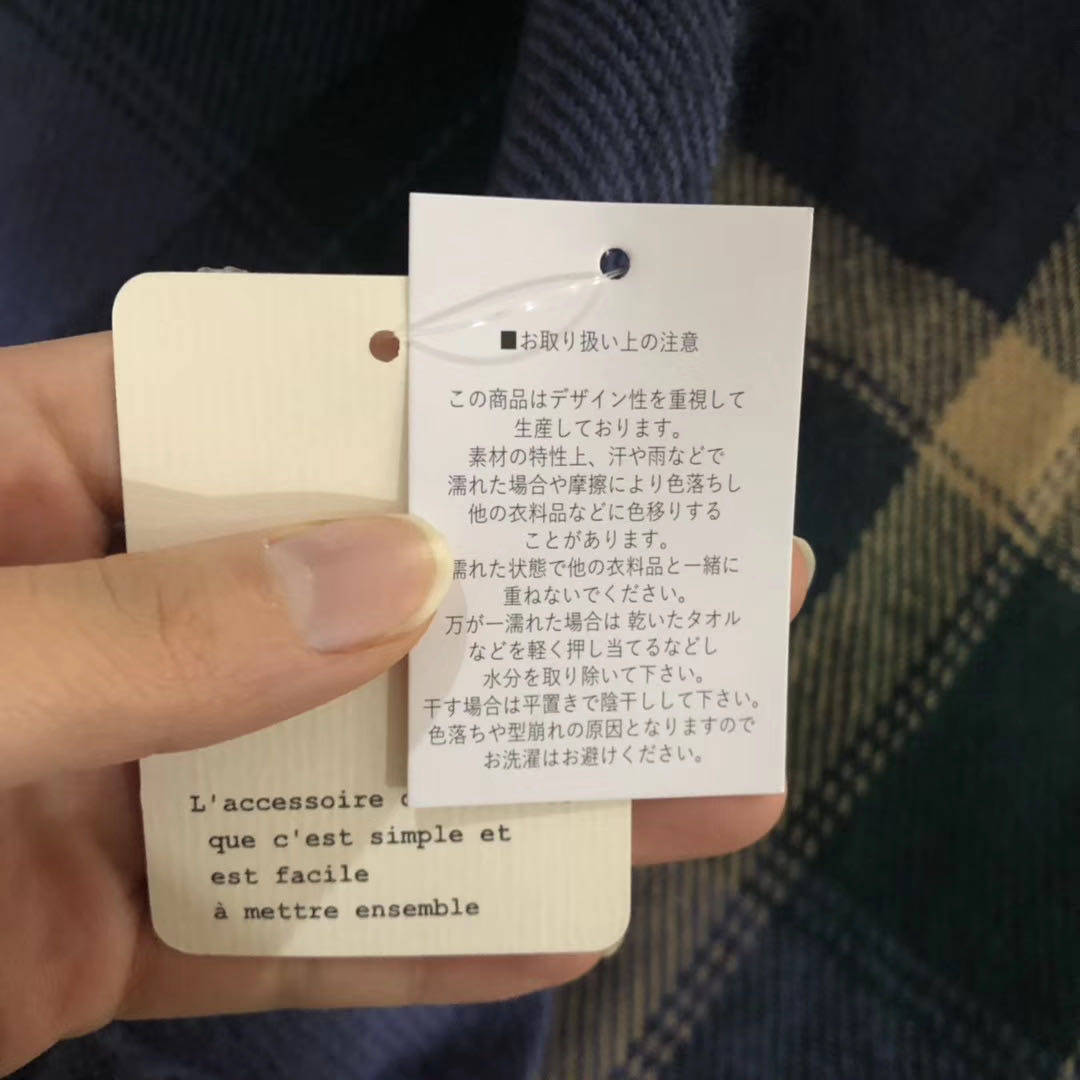 ■お取り扱い上の注意
この商品はデザイン性を重視して
生産しております。
素材の特性上、汗や雨などで
濡れた場合や摩擦により色落ちし
他の衣料品などに色移りする
ことがあります。
濡れた状態で他の衣料品と一緒に
重ねないでください。
万が一濡れた場合は 乾いたタオル
などを軽く押し当てるなどし
水分を取り除いて下さい。
干す場合は平置きで陰干しして下さい。
色落ちや型崩れの原因となりますので
お洗濯はお避けください。
L'accessoire
que c'est simple et
est facile
à mettre ensemble